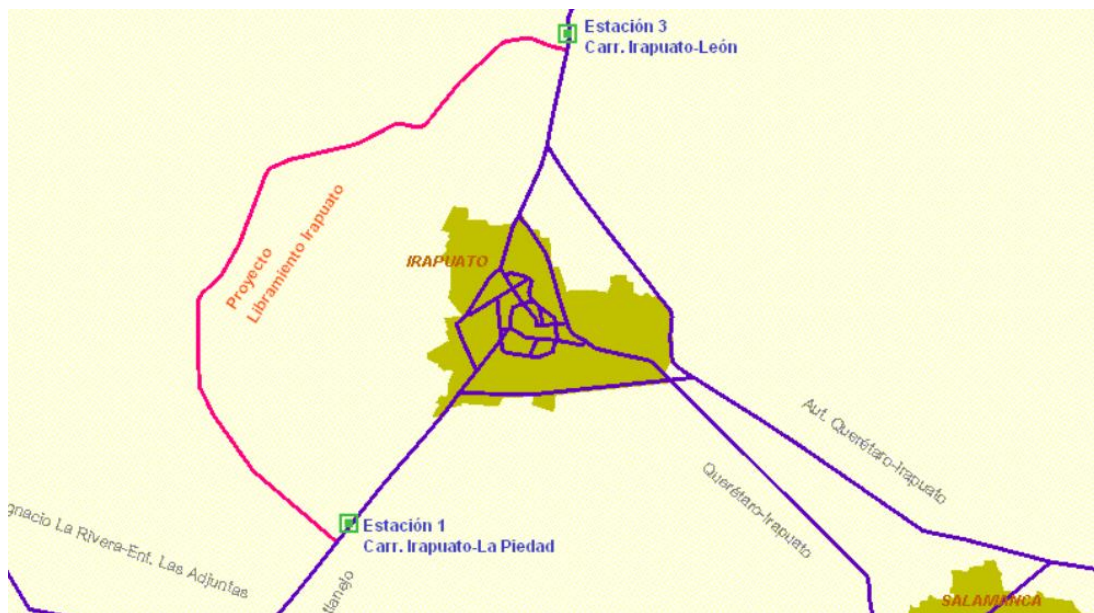 Estación 3
Carr. Irapuato-León
Proyecto
Libramiento Irapuato
IRAPUATO
Aut. Querétaro-Irapuato
Querétaro-Irapuato
Estación 1
Carr. Irapuato-La Piedad
gnacio La Rivera-Ent. Las Adjuntas
tlanejo
SALAMANCA